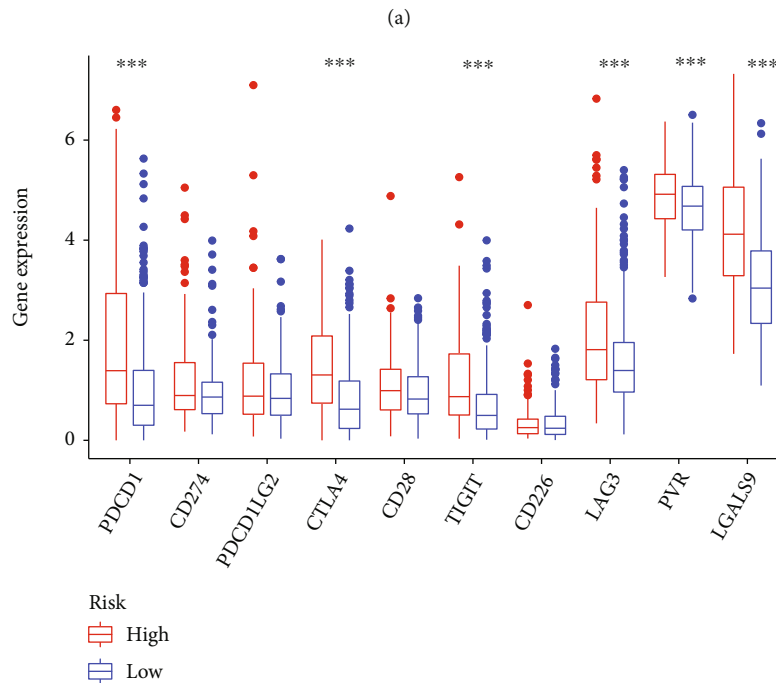 (a)
*** *** *** *** *** ***
6
4
2
0
Gene expression
PDCD1
CD274
PDCD1LG2
CTLA4
CD28
TIGIT
CD226
LAG3
PVR
LGALS9
Risk
High
Low